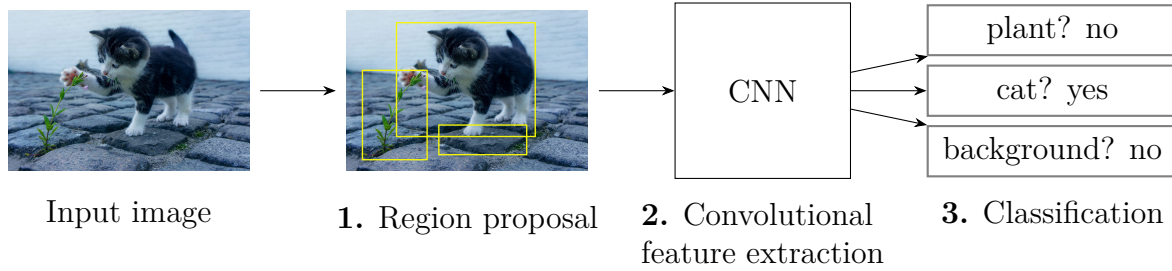 CNN
plant? no
cat? yes
background? no
Input image
1. Region proposal
2. Convolutional
feature extraction
3. Classification